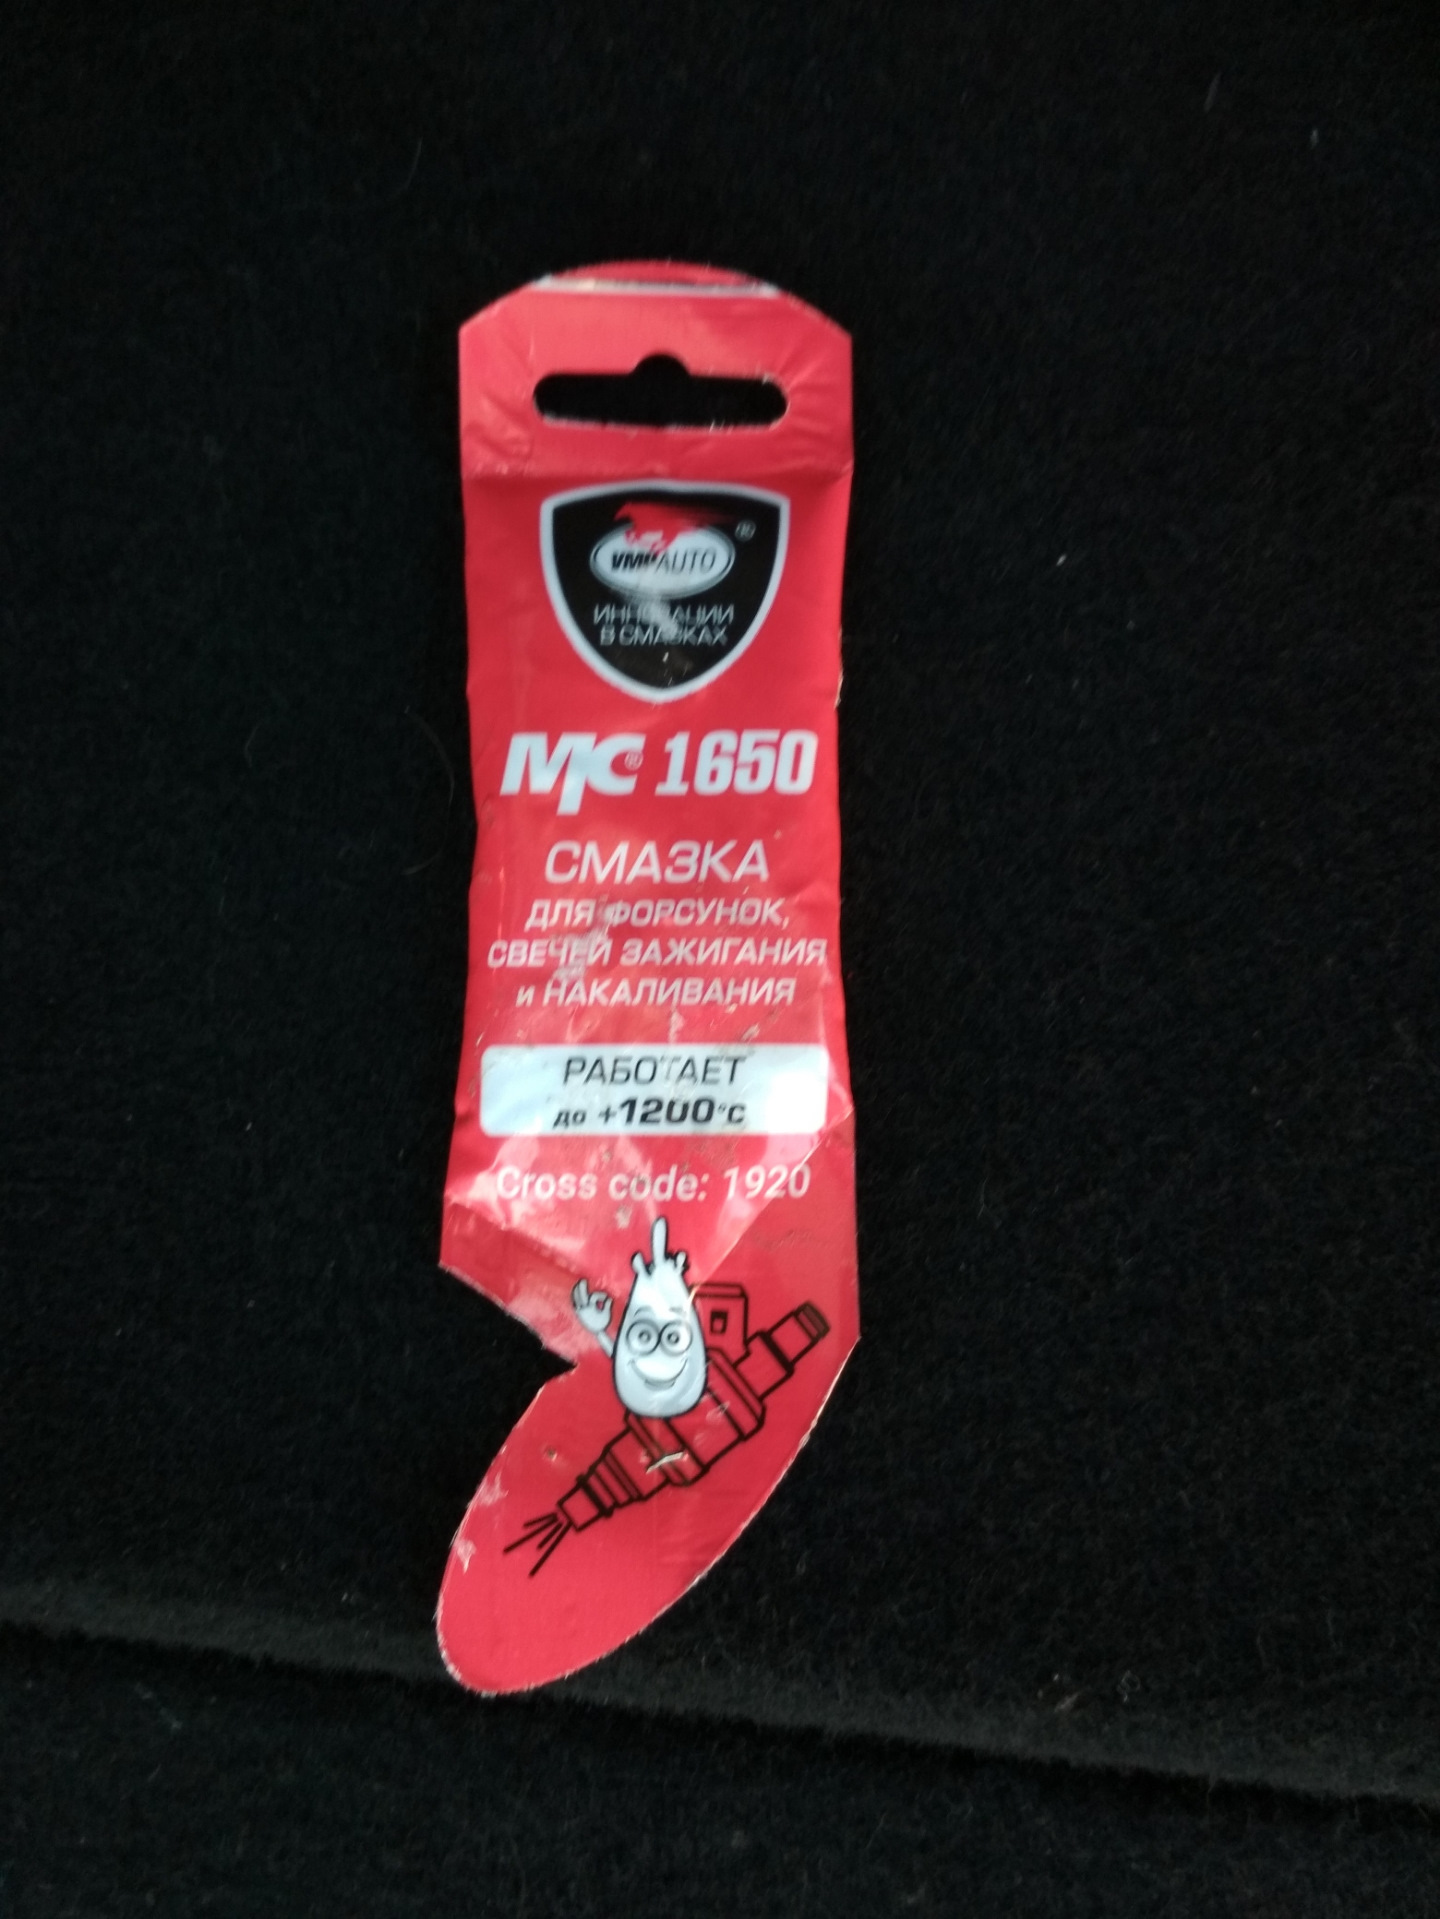 VMPAUTO ®
ИННОВАЦИИ
В СМАЗКАХ
МС® 1650
СМАЗКА
ДЛЯ ФОРСУНОК,
СВЕЧЕЙ ЗАЖИГАНИЯ
и НАКАЛИВАНИЯ
РАБОТАЕТ
до +1200°С
Cross code: 1920